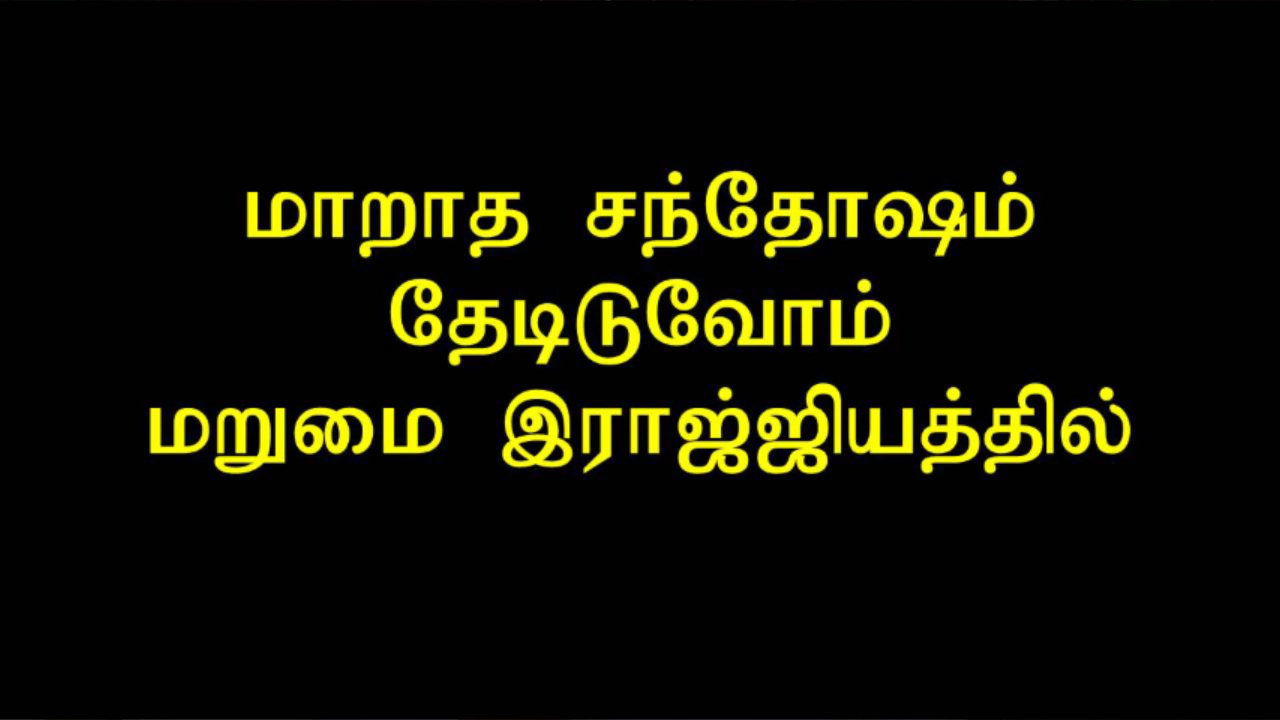 மாறாத சந்தோஷம்
தேடிடுவோம்
மறுமை இராஜ்ஜியத்தில்